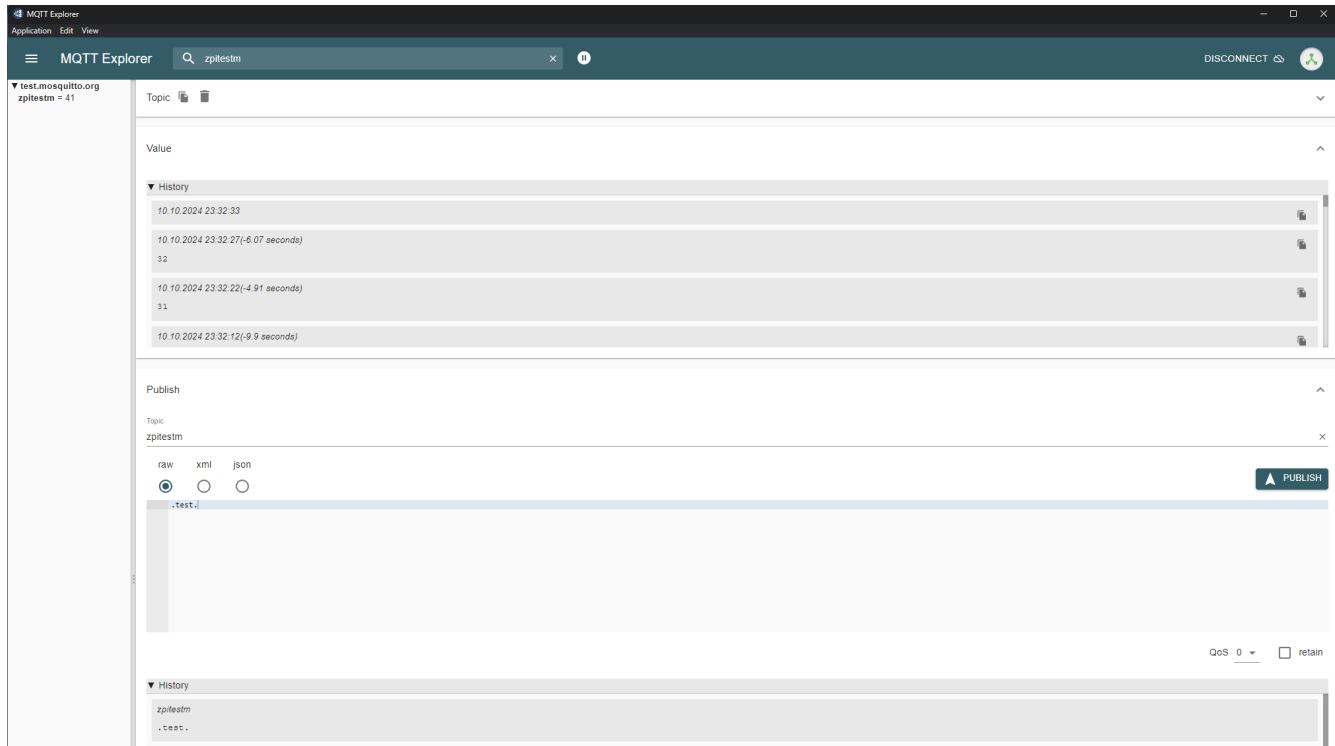 MQTT Explorer
Application Edit View
MQTT Explorer zpitestm DISCONNECT
▼ test.mosquitto.org
zpitestm = 41
Topic
Value
▼ History
10.10.2024 23:32:33
10.10.2024 23:32:27(-6.07 seconds)
32
10.10.2024 23:32:22(-4.91 seconds)
31
10.10.2024 23:32:12(-9.9 seconds)
Publish
Topic
zpitestm
raw xml json
PUBLISH
.test.
QoS 0 retain
▼ History
zpitestm
.test.